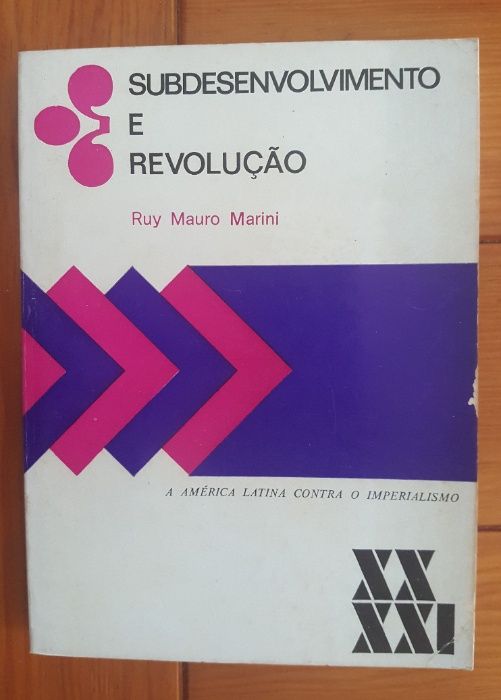 SUBDESENVOLVIMENTO
E
REVOLUÇÃO
Ruy Mauro Marini
A AMÉRICA LATINA CONTRA O IMPERIALISMO
XX
XXI